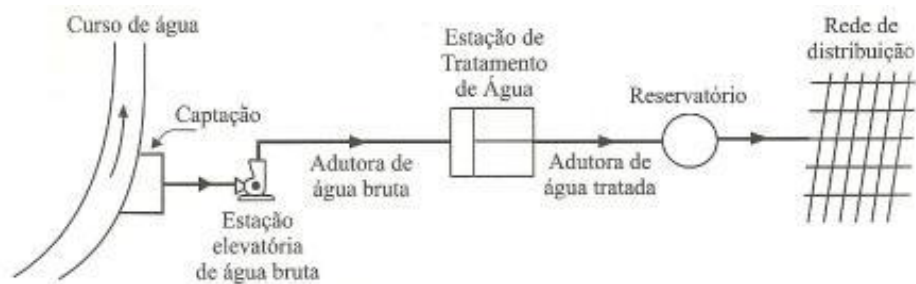 Curso de água
Captação
Estação
elevatória
de água bruta
Adutora de
água bruta
Estação de
Tratamento
de Água
Adutora de
água tratada
Reservatório
Rede de
distribuição